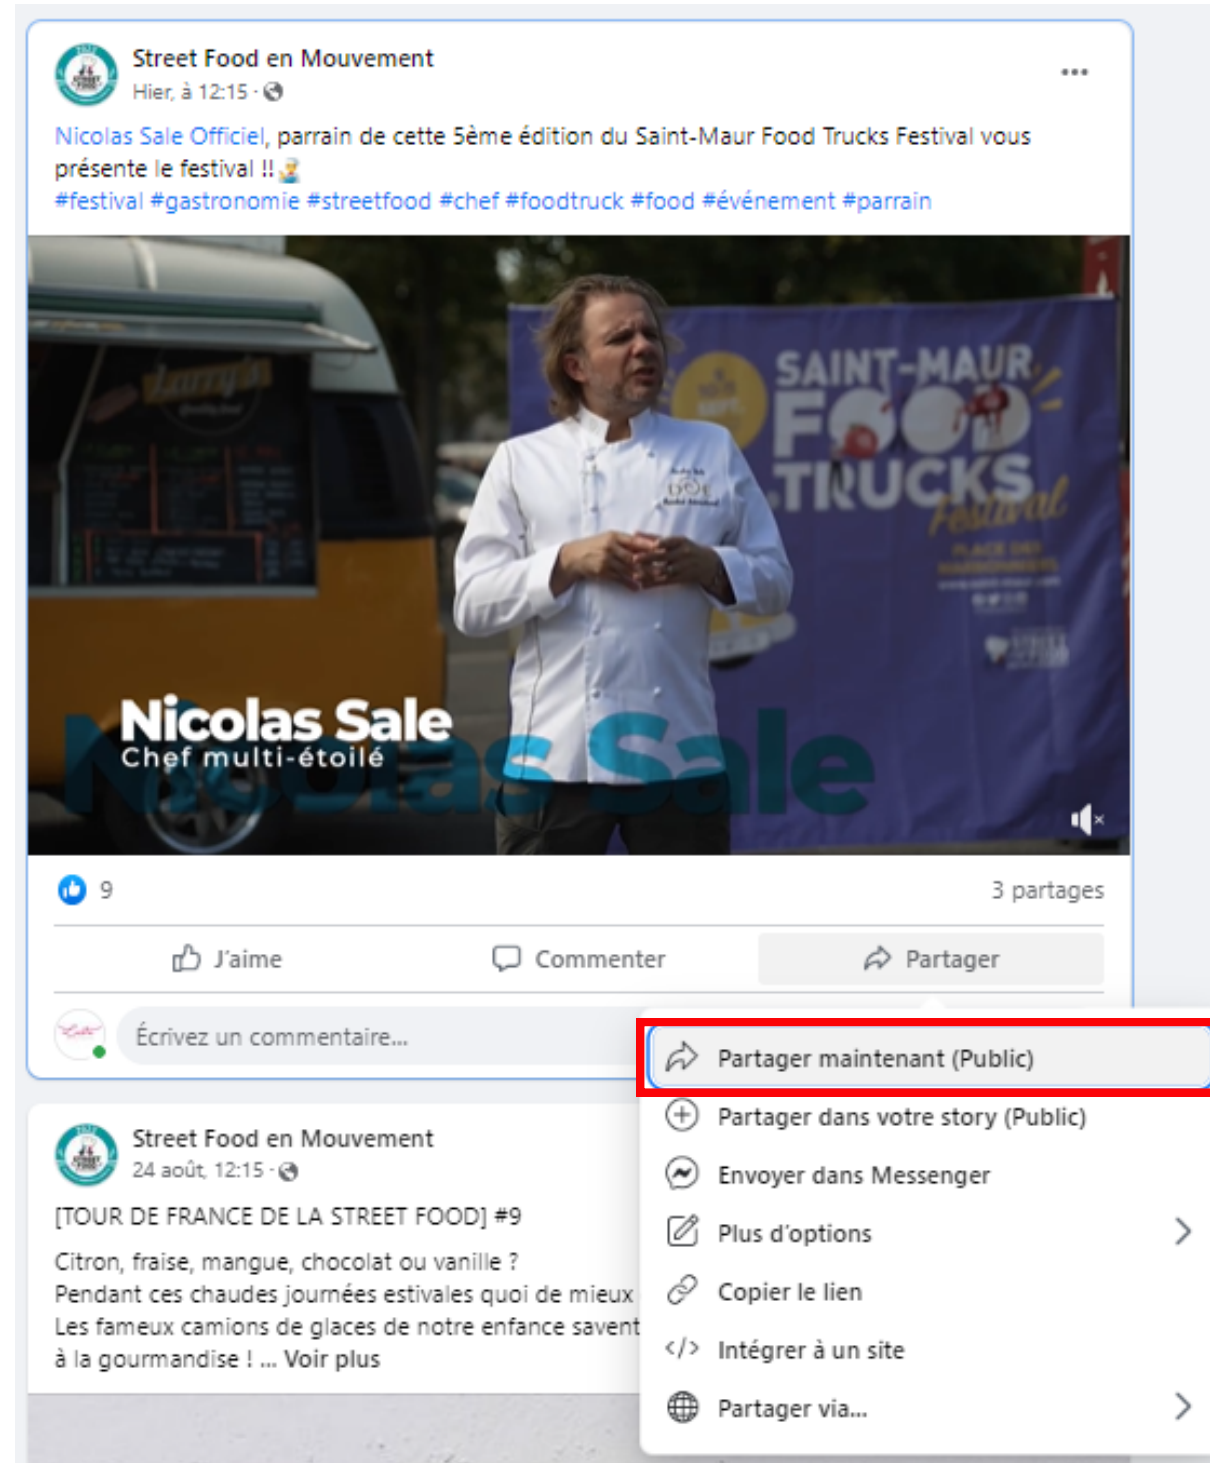 Street Food en Mouvement
Hier, à 12:15 ·
Nicolas Sale Officiel, parrain de cette 5ème édition du Saint-Maur Food Trucks Festival vous
présente le festival !!
#festival #gastronomie #streetfood #chef #foodtruck #food #événement #parrain
Larry's
SAINT-MAUR
FOOD
TRUCKS
Festival
PLACE DES
MARRONNIERS
Nicolas Sale
Chef multi-étoilé
Nicolas Sale
9
3 partages
J'aime
Commenter
Partager
Écrivez un commentaire...
Partager maintenant (Public)
Partager dans votre story (Public)
Envoyer dans Messenger
Plus d'options
Copier le lien
Intégrer à un site
Partager via...
Street Food en Mouvement
24 août, 12:15 ·
[TOUR DE FRANCE DE LA STREET FOOD] #9
Citron, fraise, mangue, chocolat ou vanille ?
Pendant ces chaudes journées estivales quoi de mieux
Les fameux camions de glaces de notre enfance savent
à la gourmandise ! ... Voir plus